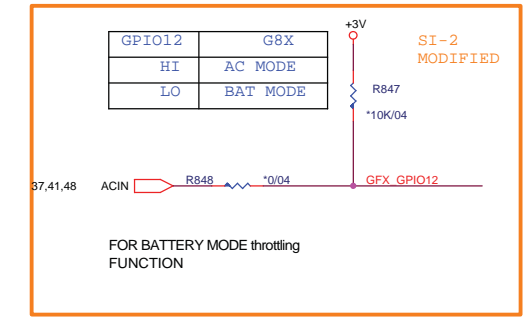 +3V
GPIO12 G8X
HI AC MODE
LO BAT MODE
SI-2
MODIFIED
R847
*10K/04
37,41,48 ACIN R848 *0/04 GFX_GPIO12
FOR BATTERY MODE throttling
FUNCTION